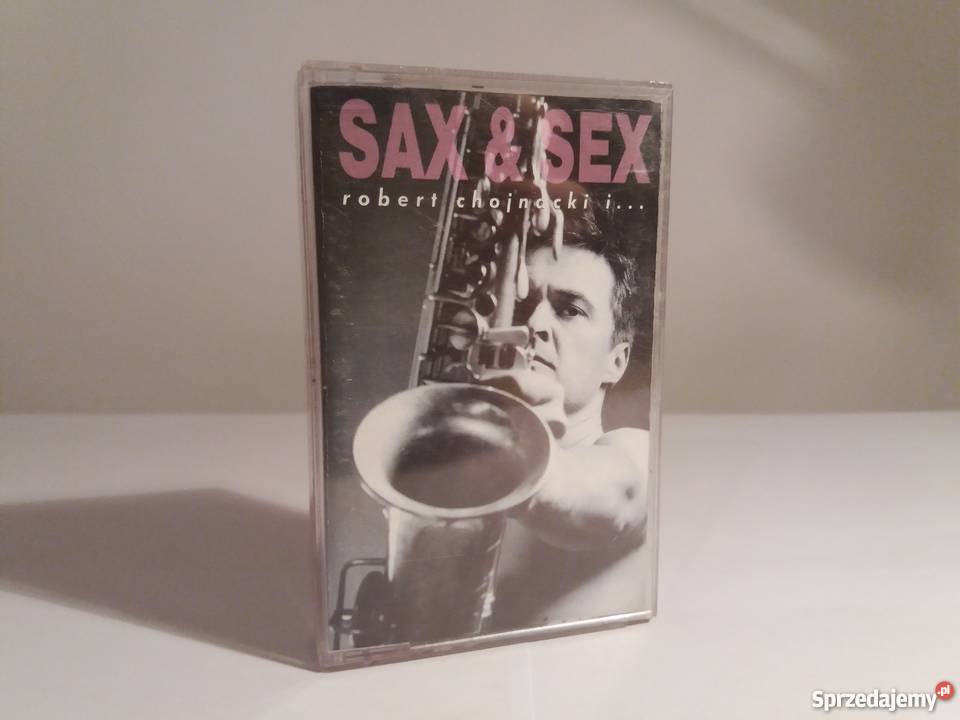 SAX & SEX
robert chojnacki i...
Sprzedajemy.pl